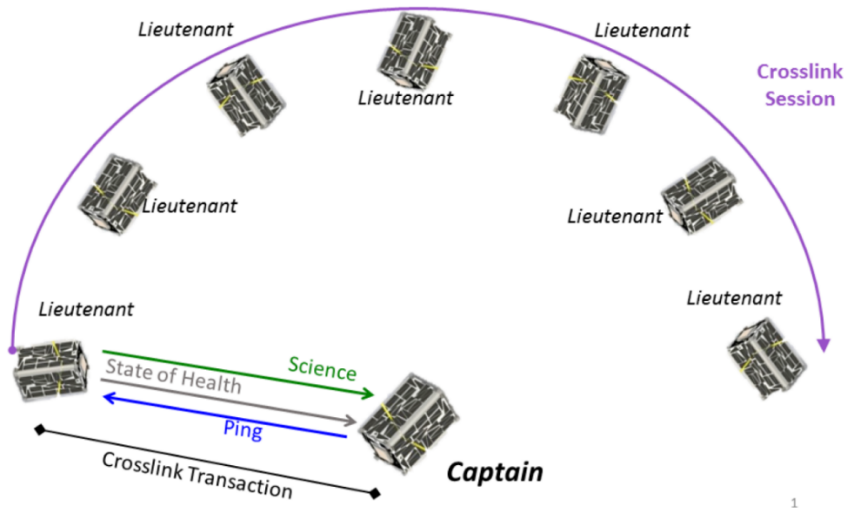 Lieutenant
Lieutenant
Lieutenant
Crosslink
Session
Lieutenant
Lieutenant
Lieutenant
Lieutenant
Science
State of Health
Ping
Crosslink Transaction
Captain
1